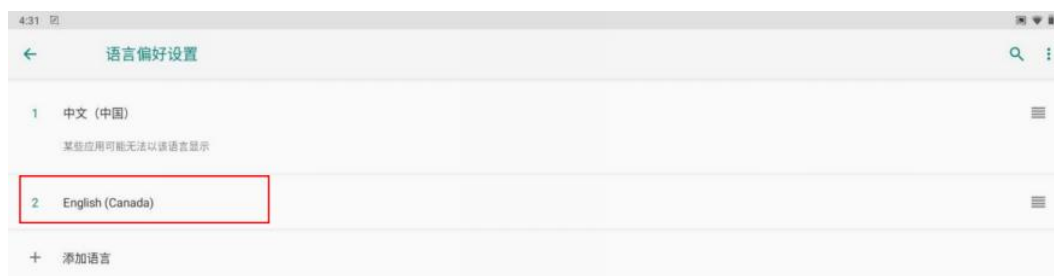 4:31
语言偏好设置
1 中文（中国）
某些应用可能无法以该语言显示
2 English (Canada)
+ 添加语言